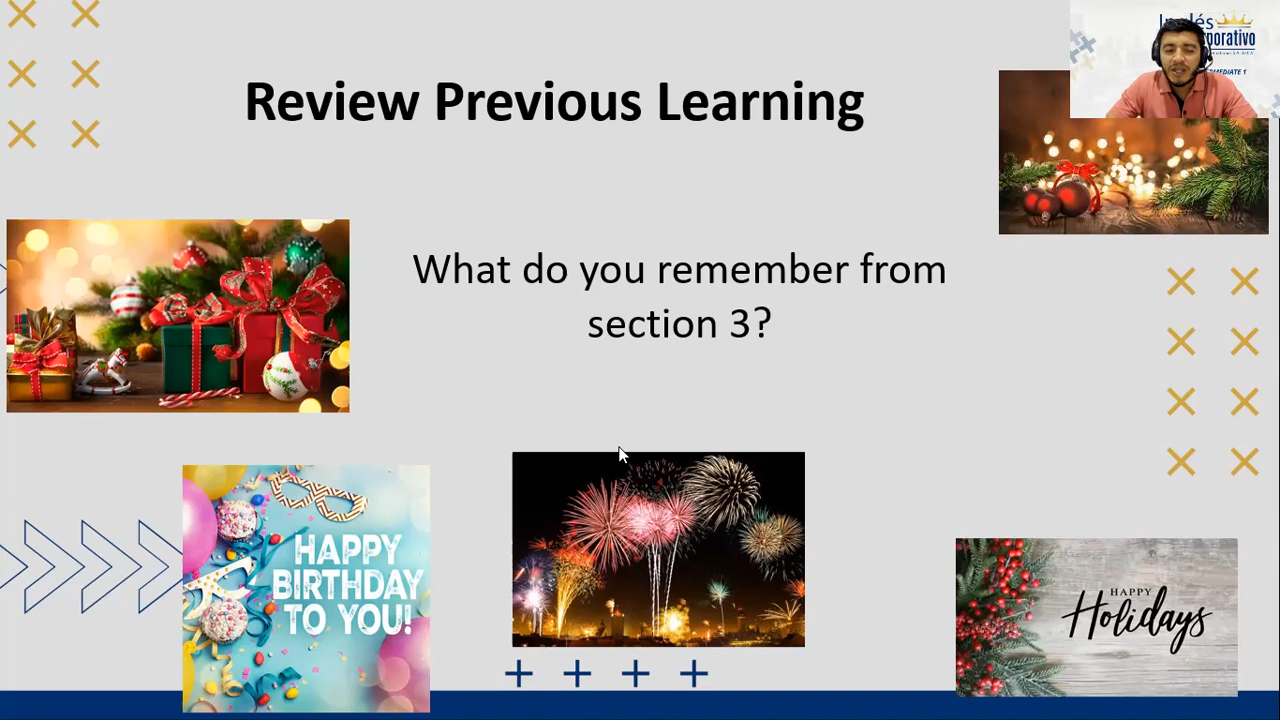 Review Previous Learning
What do you remember from
section 3?
HAPPY
BIRTHDAY
TO YOU!
HAPPY
Holidays